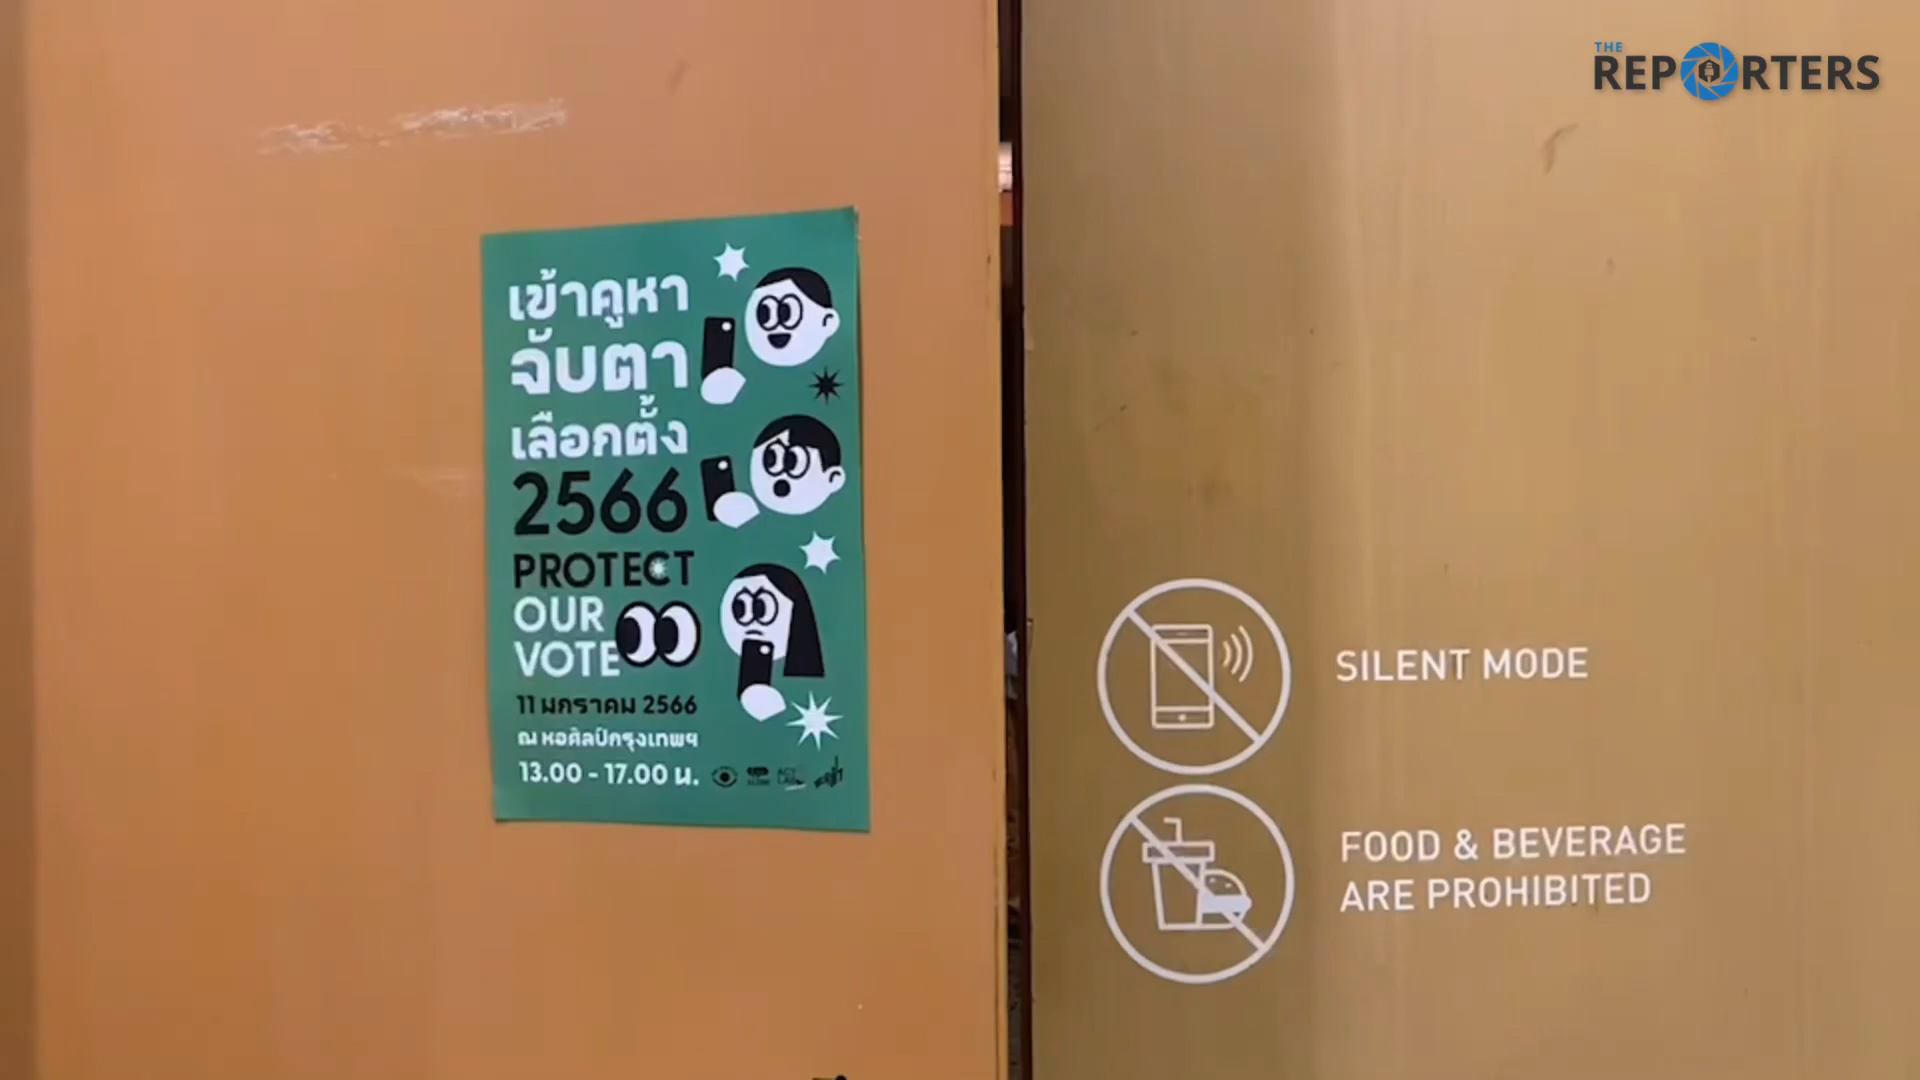 THE
REPORTERS
เข้าคูหา
จับตา
เลือกตั้ง
2566
PROTECT
OUR
VOTE
11 มกราคม 2566
ณ หอศิลป์กรุงเทพฯ
13.00 - 17.00 น.
SILENT MODE
FOOD & BEVERAGE
ARE PROHIBITED